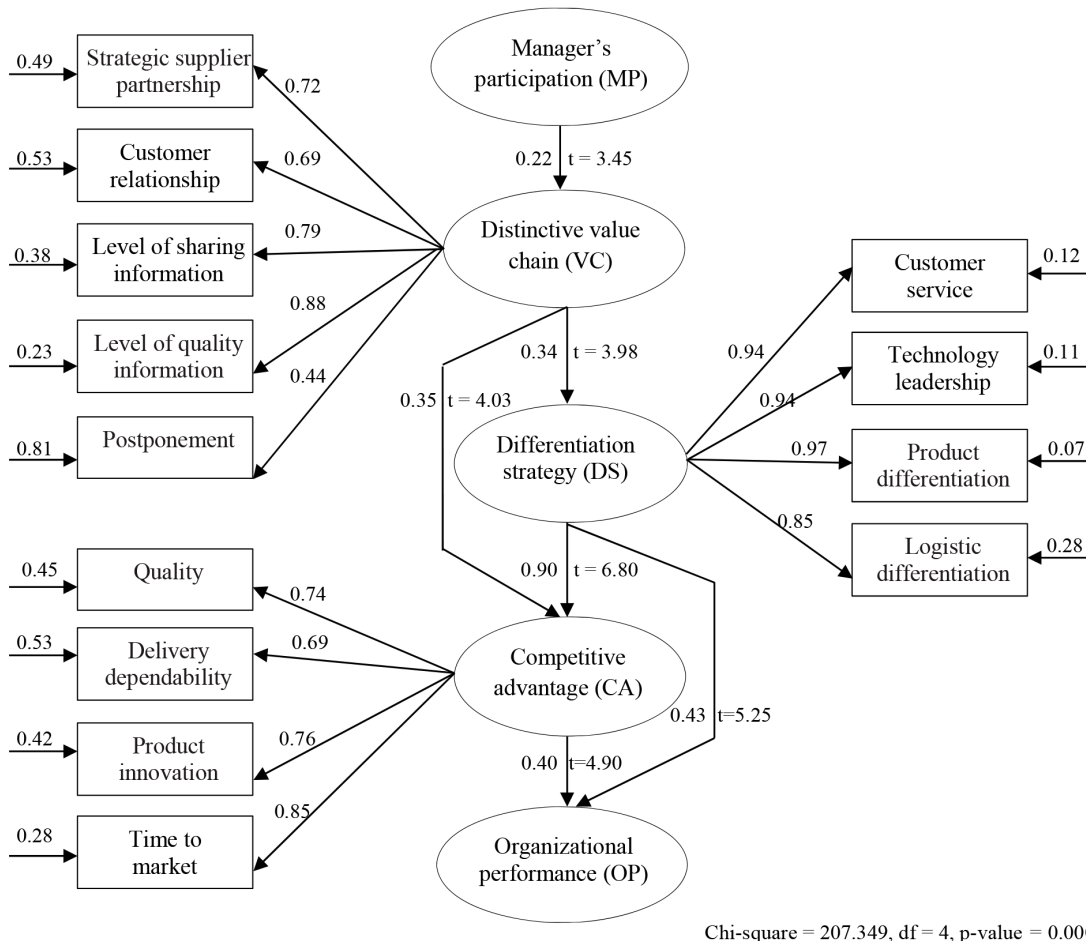 Manager’s
participation (MP)
0.22 t = 3.45
Distinctive value
chain (VC)
0.49
Strategic supplier
partnership
0.72
0.53
Customer
relationship
0.69
0.38
Level of sharing
information
0.79
0.23
Level of quality
information
0.88
0.81
Postponement
0.44
0.34 t = 3.98
0.35 t = 4.03
Differentiation
strategy (DS)
0.94
Customer
service
0.12
0.94
Technology
leadership
0.11
0.97
Product
differentiation
0.07
0.85
Logistic
differentiation
0.28
0.90 t = 6.80
Competitive
advantage (CA)
0.45
Quality
0.74
0.53
Delivery
dependability
0.69
0.42
Product
innovation
0.76
0.28
Time to
market
0.85
0.43 t=5.25
0.40 t=4.90
Organizational
performance (OP)
Chi-square = 207.349, df = 4, p-value =